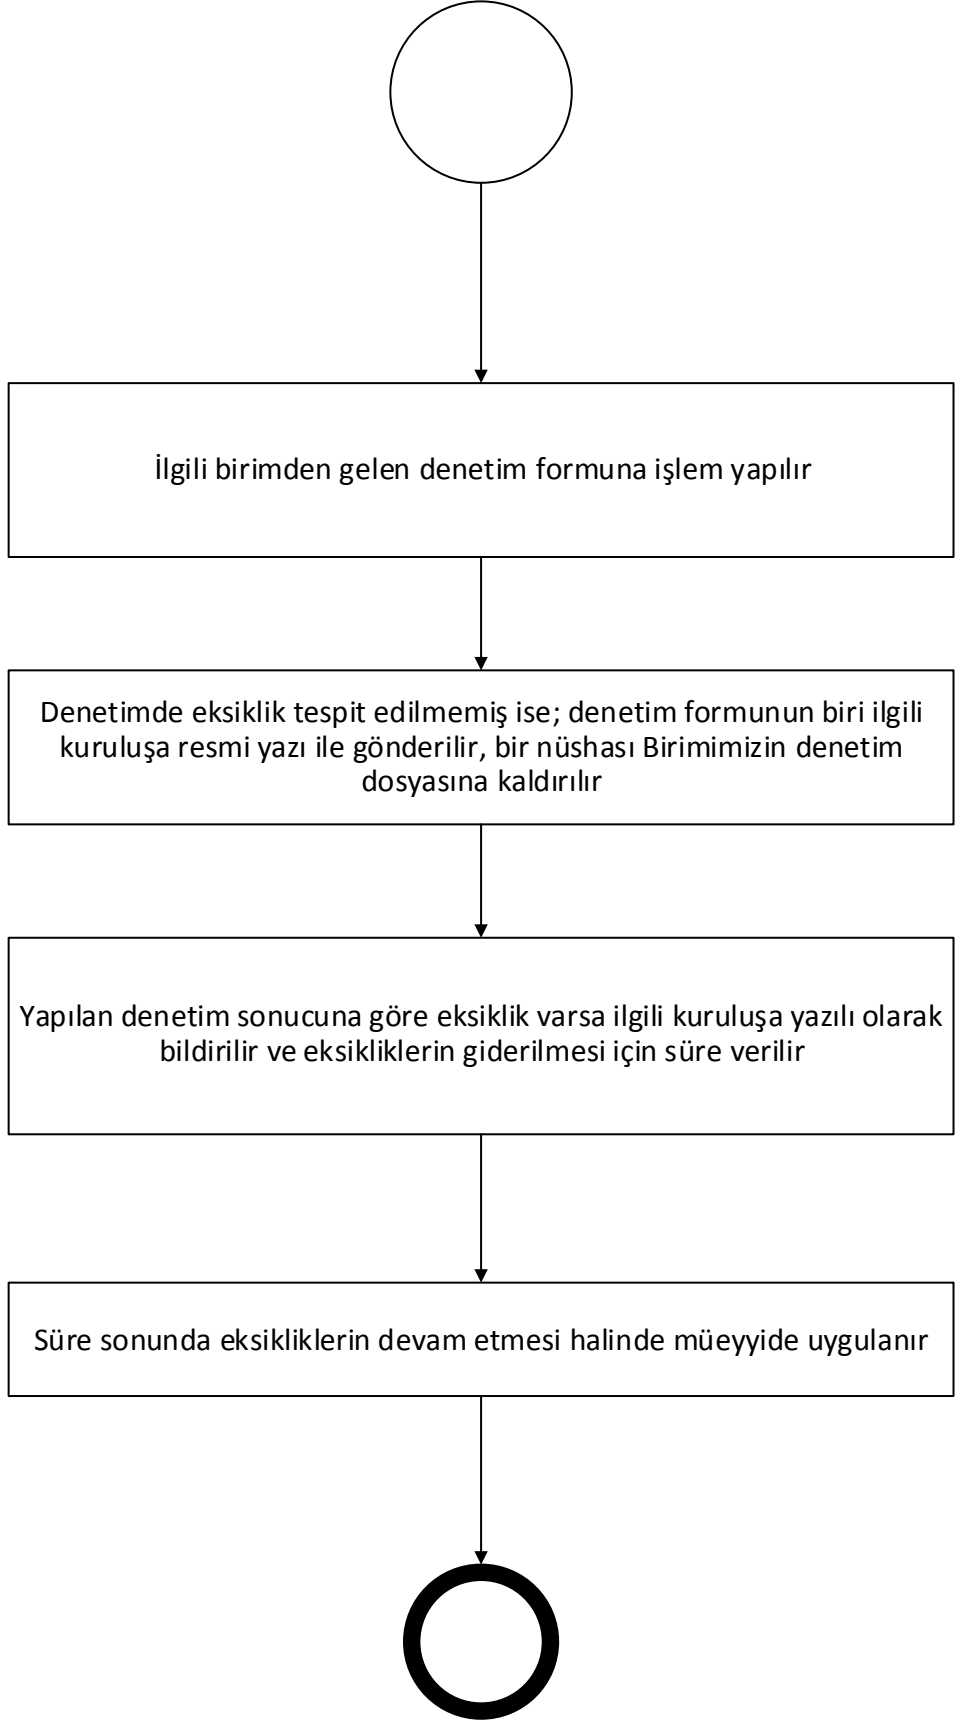 İlgili birimden gelen denetim formuna işlem yapılır
Denetimde eksiklik tespit edilmemiş ise; denetim formunun biri ilgili
kuruluşa resmi yazı ile gönderilir, bir nüshası Birimimizin denetim
dosyasına kaldırılır
Yapılan denetim sonucuna göre eksiklik varsa ilgili kuruluşa yazılı olarak
bildirilir ve eksikliklerin giderilmesi için süre verilir
Süre sonunda eksikliklerin devam etmesi halinde müeyyide uygulanır